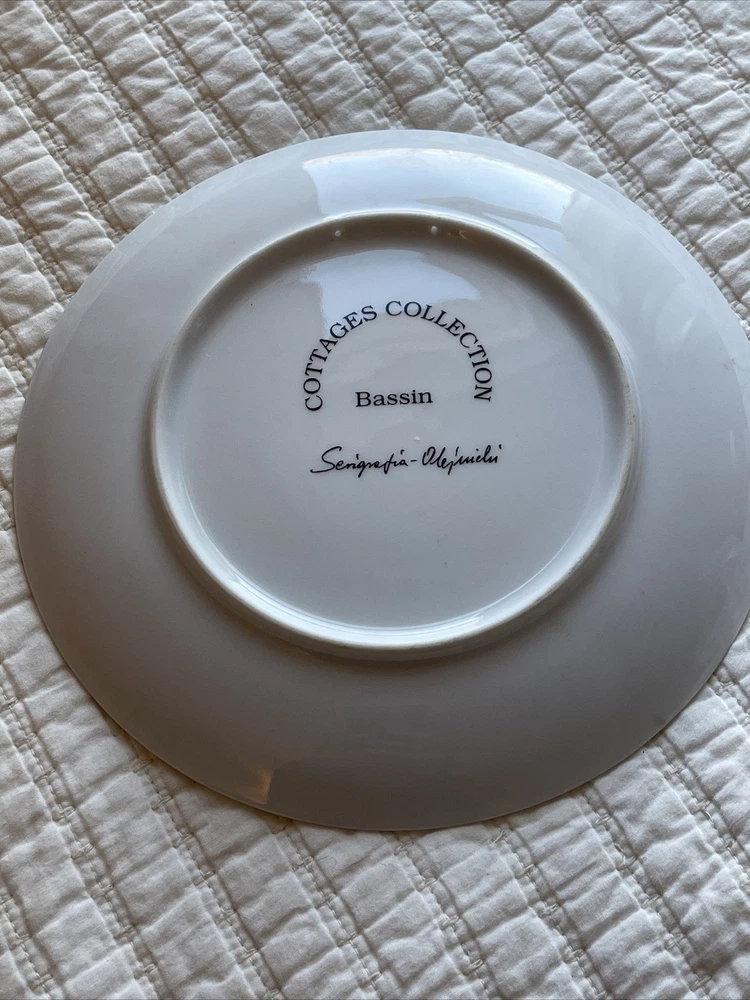 COTTAGES COLLECTION
Bassin
Serigrafia - Olejnicki